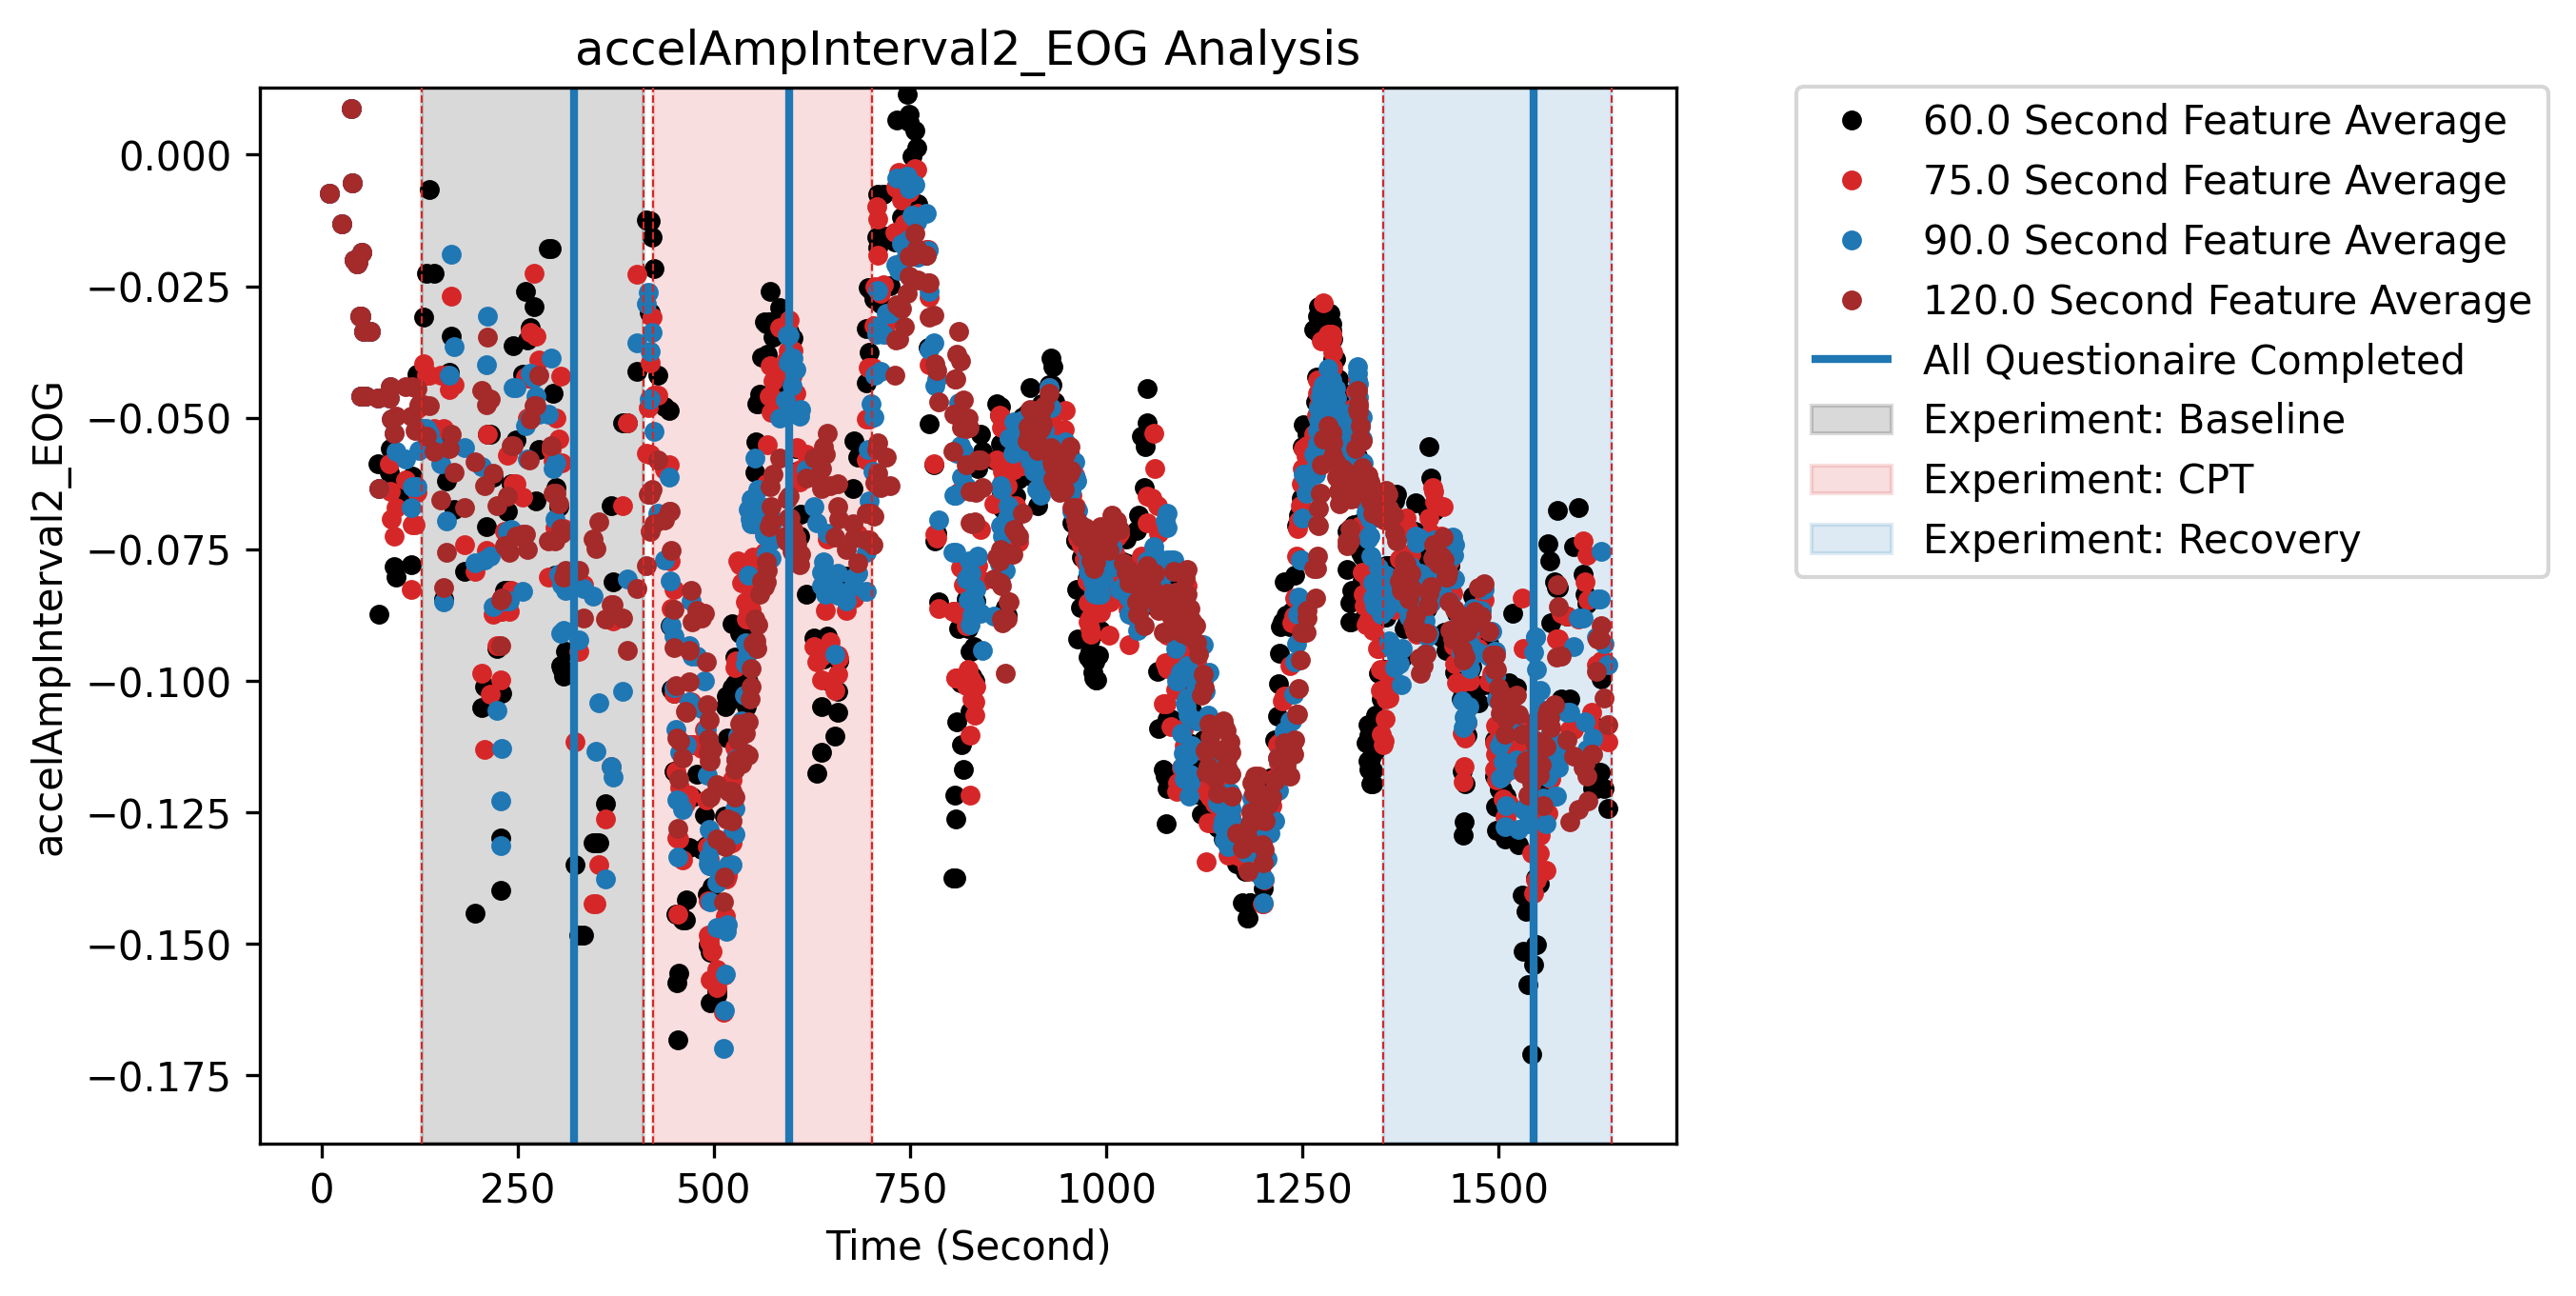 accelAmpInterval2_EOG Analysis
accelAmpInterval2_EOG
0.000
−0.025
−0.050
−0.075
−0.100
−0.125
−0.150
−0.175
0 250 500 750 1000 1250 1500
Time (Second)
60.0 Second Feature Average
75.0 Second Feature Average
90.0 Second Feature Average
120.0 Second Feature Average
All Questionaire Completed
Experiment: Baseline
Experiment: CPT
Experiment: Recovery